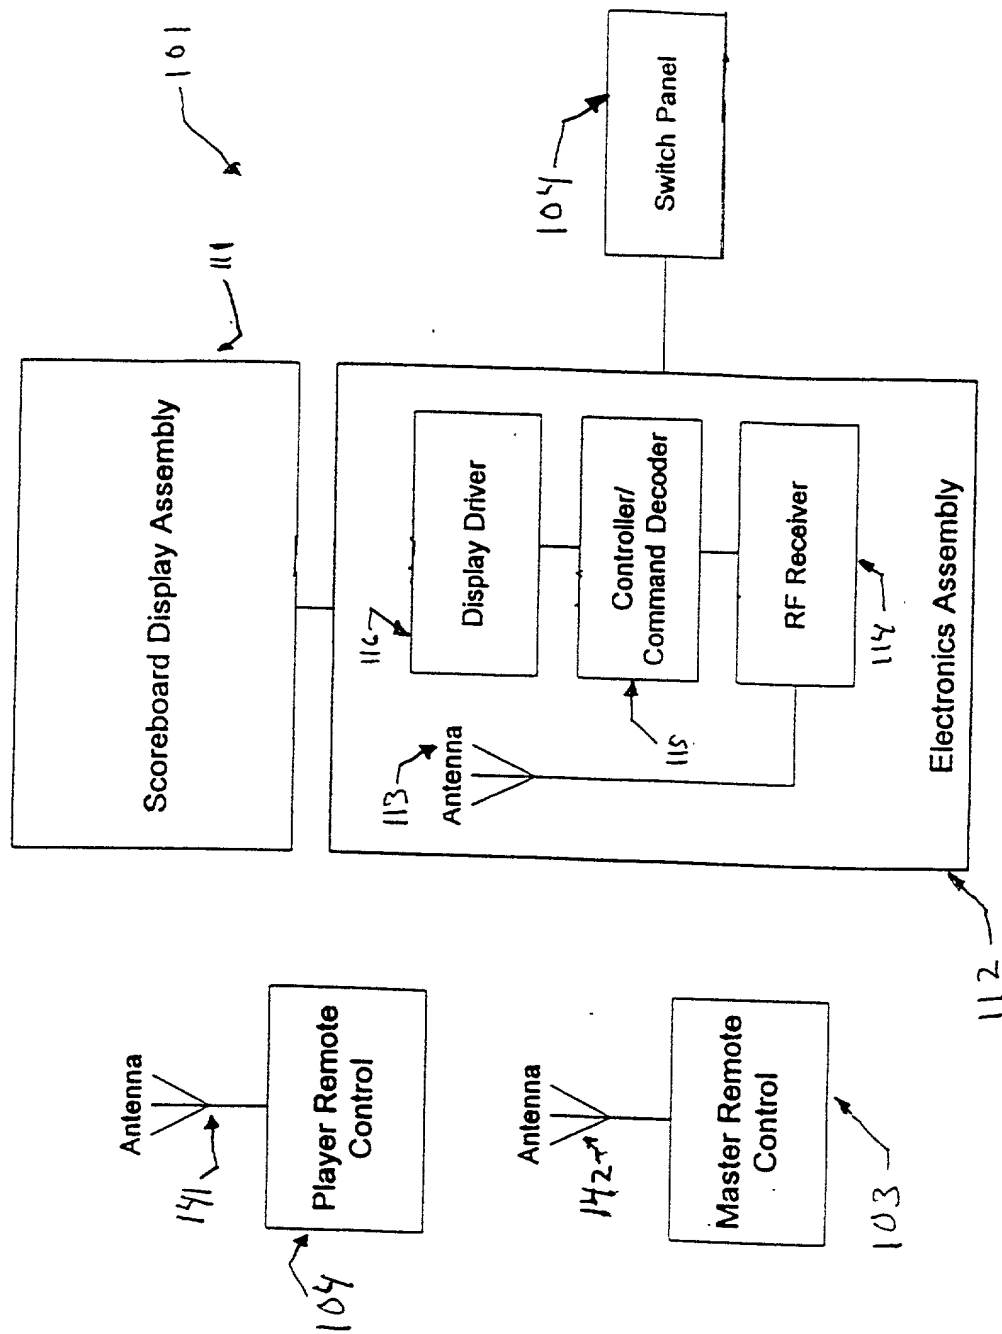 101
Scoreboard Display Assembly
111
104
Switch Panel
Antenna
141
Player Remote
Control
104
113
Antenna
116
Display Driver
115
Controller/
Command Decoder
RF Receiver
114
Electronics Assembly
112
Antenna
142
Master Remote
Control
103